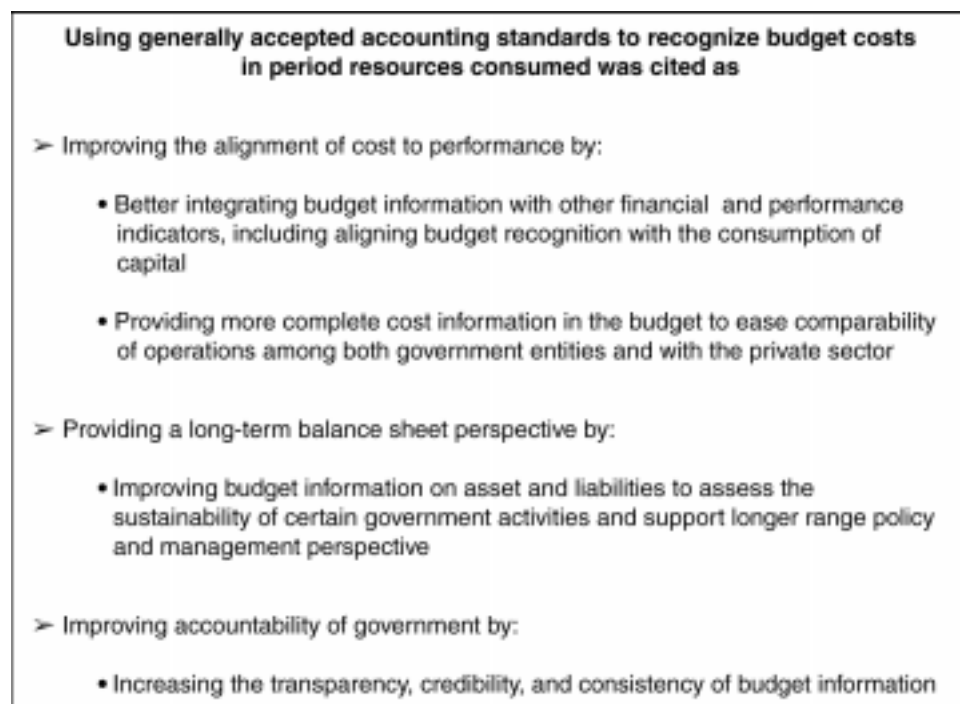 Using generally accepted accounting standards to recognize budget costs
in period resources consumed was cited as
➢ Improving the alignment of cost to performance by:
• Better integrating budget information with other financial and performance
indicators, including aligning budget recognition with the consumption of
capital
• Providing more complete cost information in the budget to ease comparability
of operations among both government entities and with the private sector
➢ Providing a long-term balance sheet perspective by:
• Improving budget information on asset and liabilities to assess the
sustainability of certain government activities and support longer range policy
and management perspective
➢ Improving accountability of government by:
• Increasing the transparency, credibility, and consistency of budget information